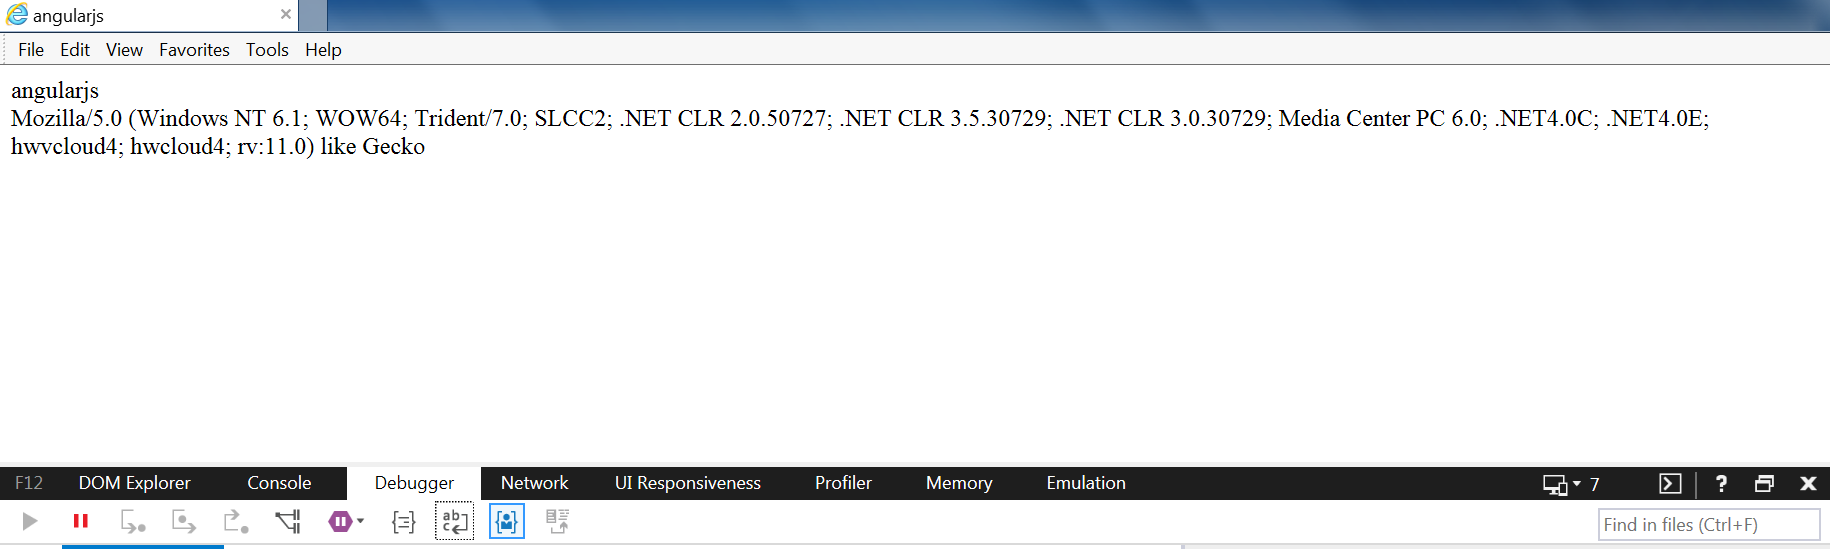 angularjs
File Edit View Favorites Tools Help
angularjs
Mozilla/5.0 (Windows NT 6.1; WOW64; Trident/7.0; SLCC2; .NET CLR 2.0.50727; .NET CLR 3.5.30729; .NET CLR 3.0.30729; Media Center PC 6.0; .NET4.0C; .NET4.0E;
hwvcloud4; hwcloud4; rv:11.0) like Gecko
F12 DOM Explorer Console Debugger Network UI Responsiveness Profiler Memory Emulation 7 ?
ab
c
Find in files (Ctrl+F)